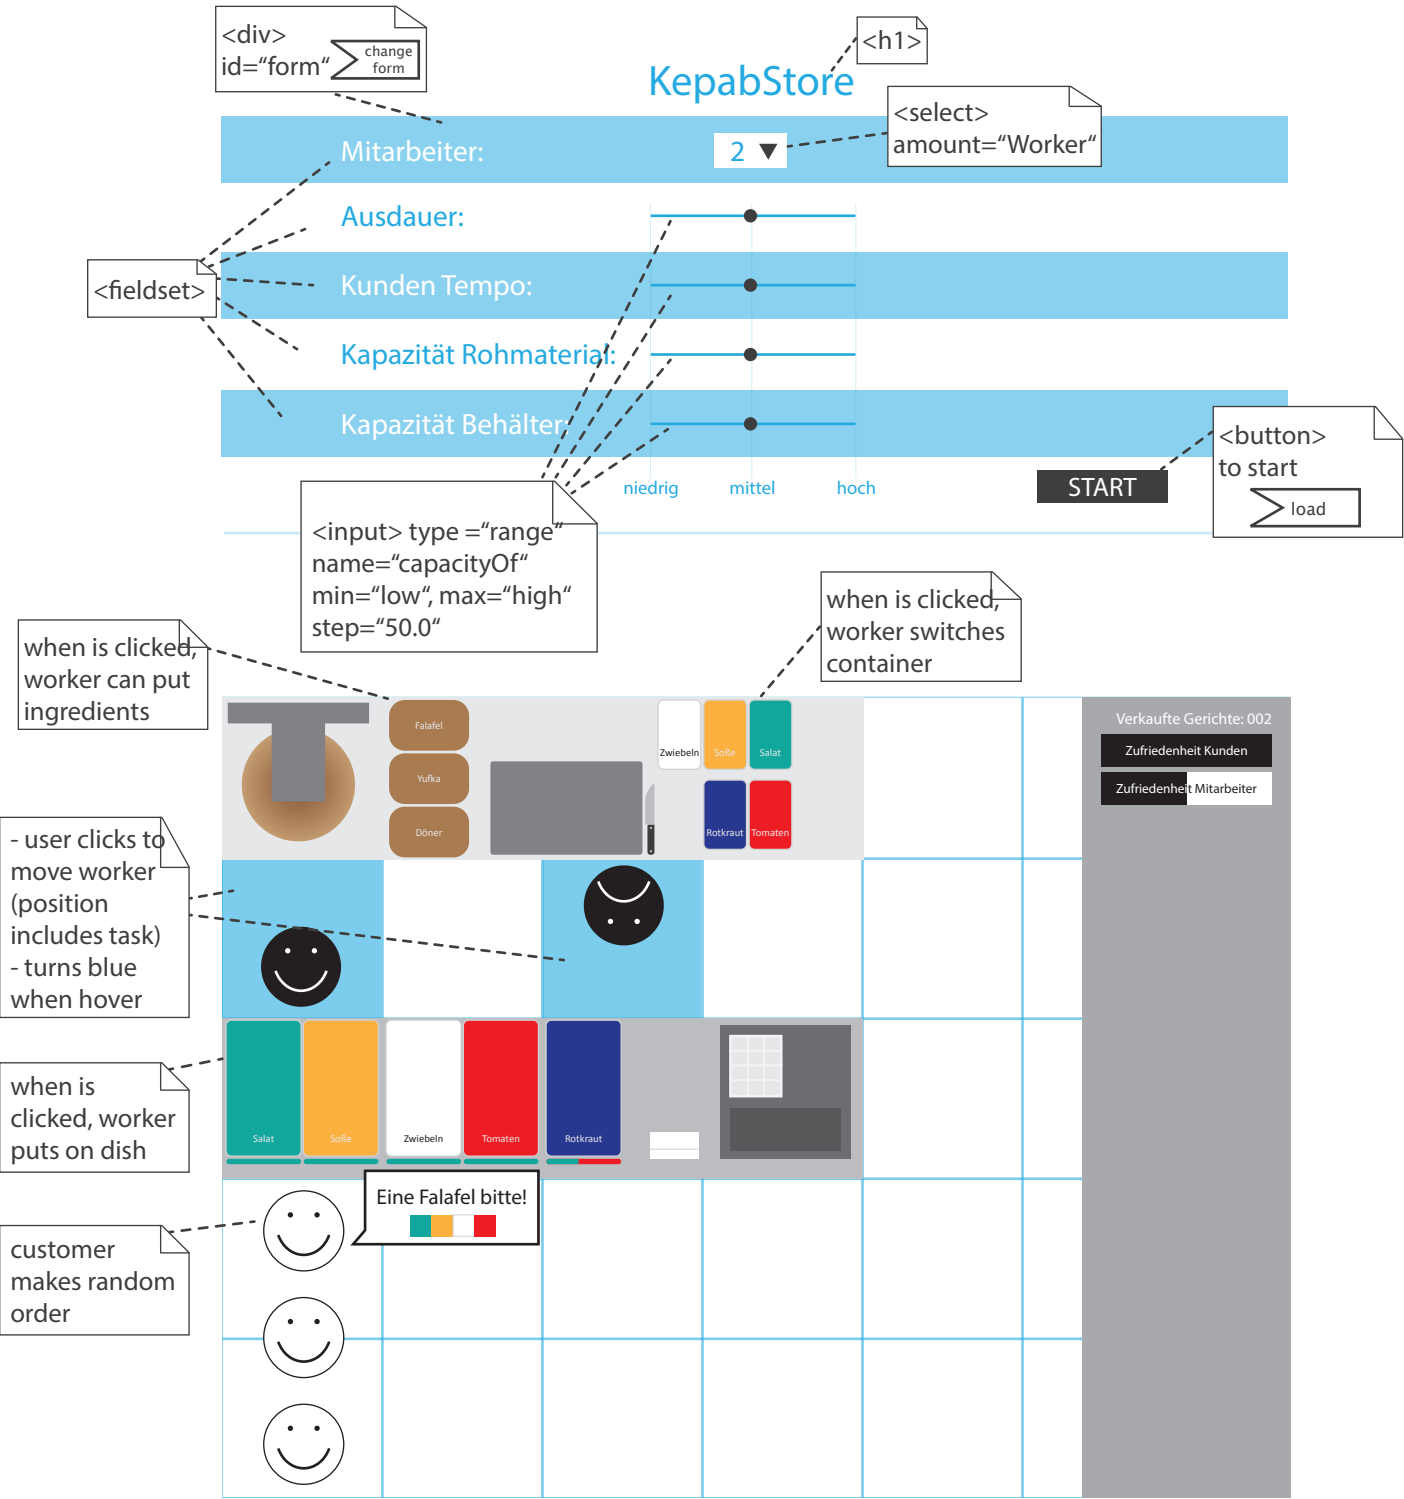 <div>
id="form“
change
form
<h1>
KepabStore
<select>
amount="Worker“
Mitarbeiter:
2
Ausdauer:
<fieldset>
Kunden Tempo:
Kapazität Rohmaterial:
Kapazität Behälter:
niedrig mittel hoch
START
<button>
to start
load
<input> type ="range“
name="capacityOf“
min="low“, max="high“
step="50.0“
when is clicked,
worker switches
container
when is clicked,
worker can put
ingredients
Falafel
Yufka
Döner
Zwiebeln
Soße
Salat
Rotkraut
Tomaten
Verkaufte Gerichte: 002
Zufriedenheit Kunden
Zufriedenheit Mitarbeiter
- user clicks to
move worker
(position
includes task)
- turns blue
when hover
when is
clicked, worker
puts on dish
Salat
Soße
Zwiebeln
Tomaten
Rotkraut
Eine Falafel bitte!
customer
makes random
order